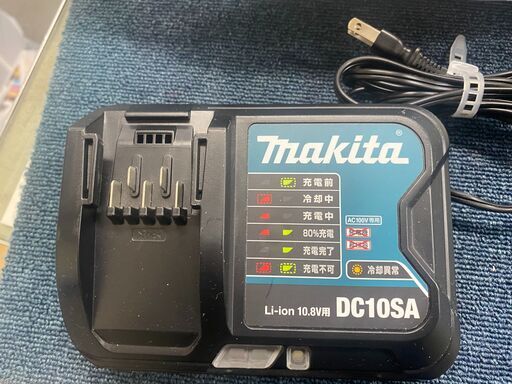 makita®
充電前
冷却中
充電中
80%充電
充電完了
充電不可
AC100V専用
冷却異常
Li-ion 10.8V用 DC10SA